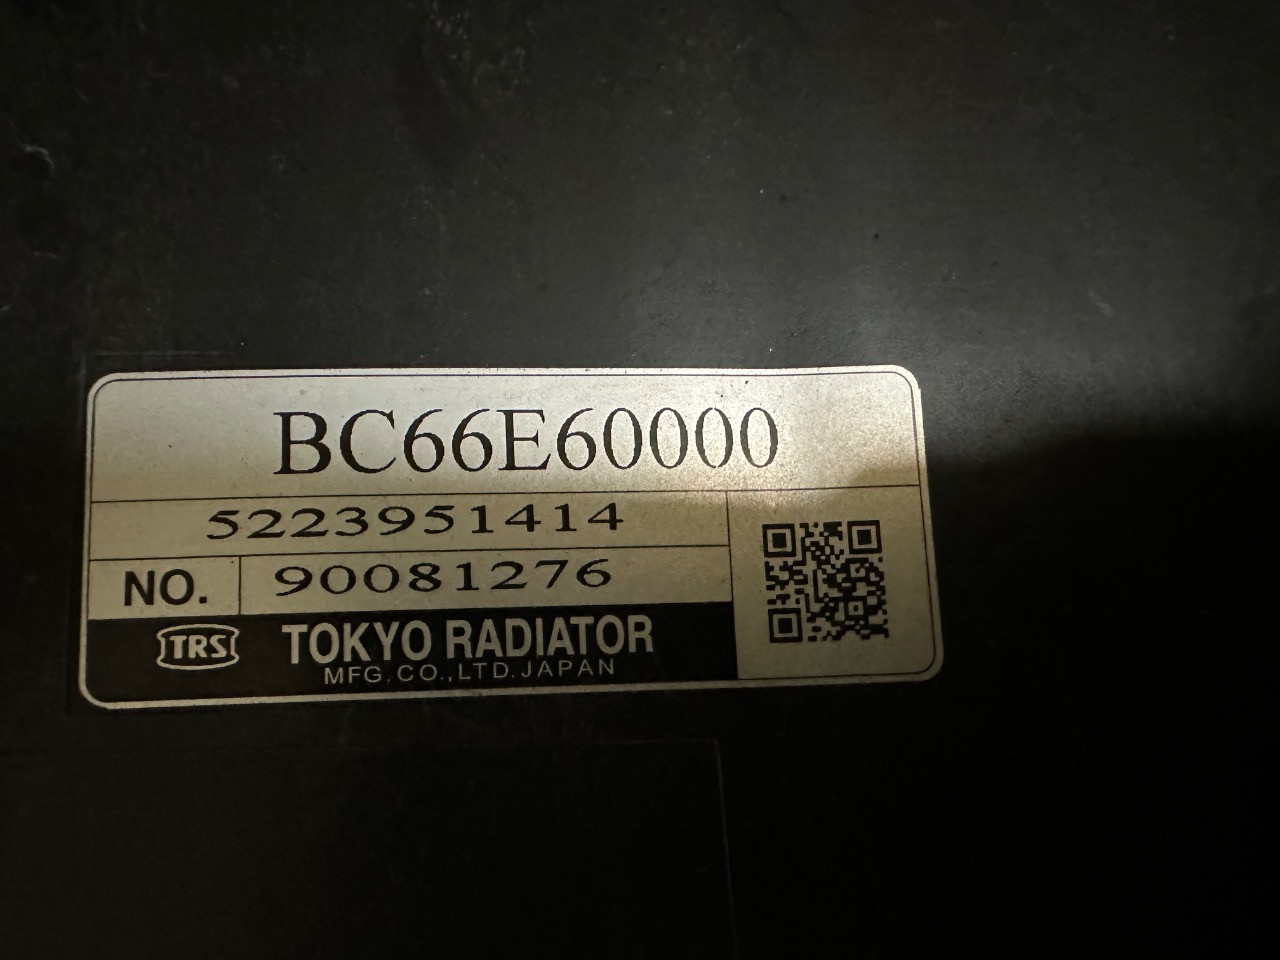 BC66E60000
5223951414
NO. 90081276
TRS TOKYO RADIATOR
MFG.CO.,LTD.JAPAN